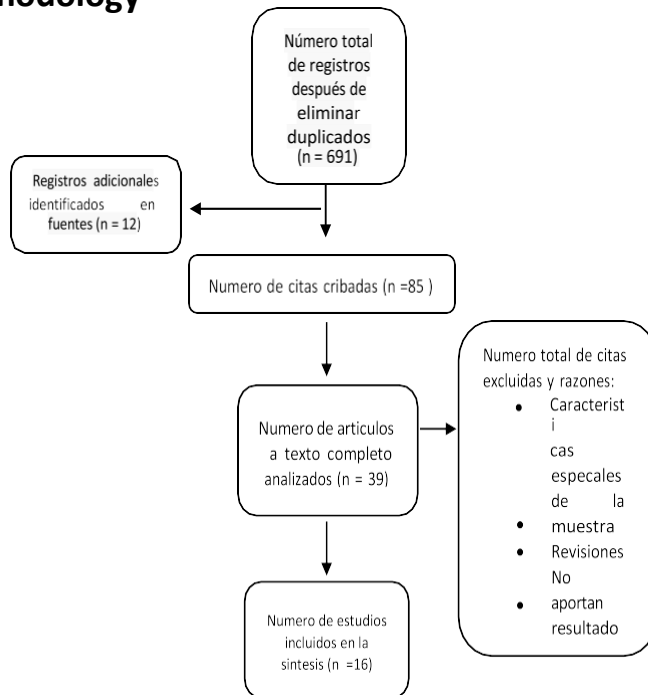 Número total
de registros
después de
eliminar
duplicados
(n = 691)
Registros adicionales
identificados en
fuentes (n = 12)
Numero de citas cribadas (n =85 )
Numero total de citas
excluidas y razones:
• Caracterist
i
cas
especales
de la
• muestra
• Revisiones
No
• aportan
resultado
Numero de articulos
a texto completo
analizados (n = 39)
Numero de estudios
incluidos en la
sintesis (n =16)